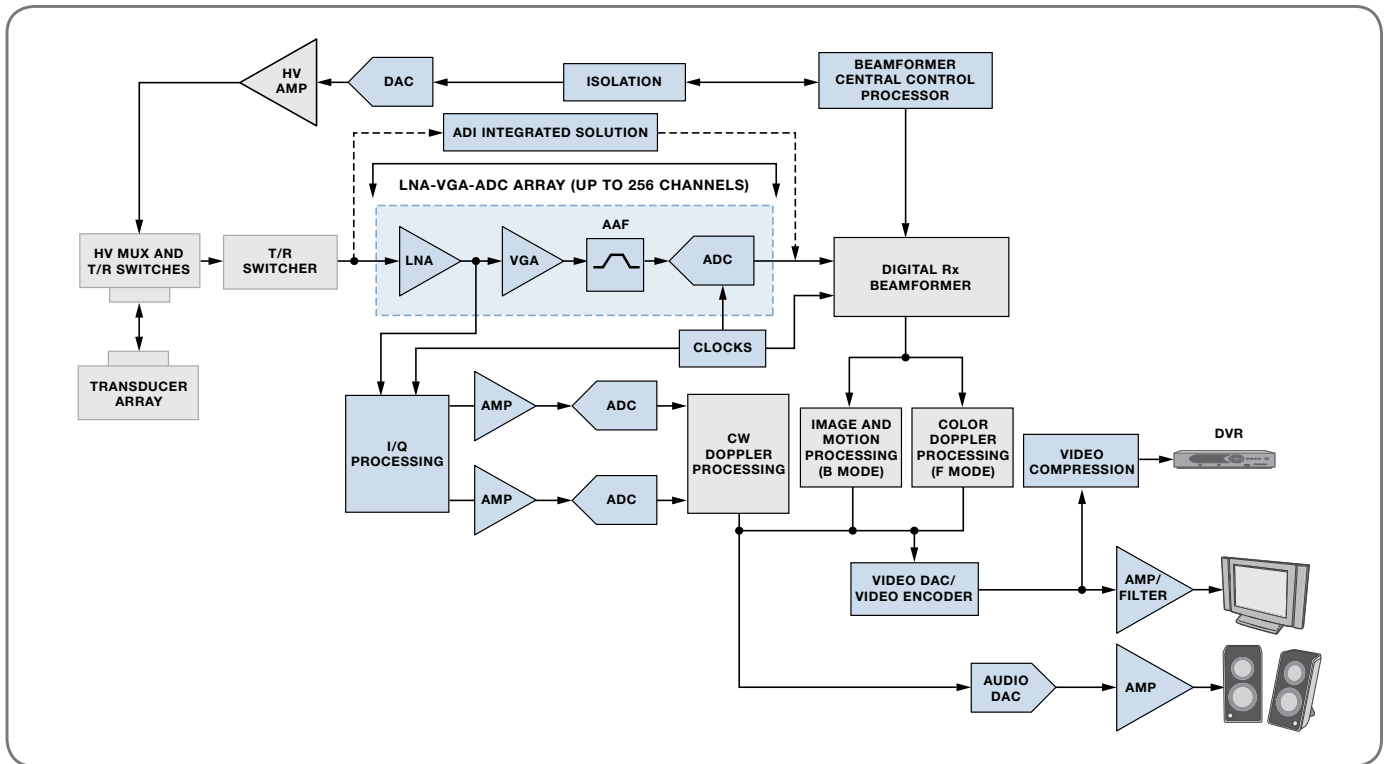 HV
AMP
DAC
ISOLATION
BEAMFORMER
CENTRAL CONTROL
PROCESSOR
ADI INTEGRATED SOLUTION
LNA-VGA-ADC ARRAY (UP TO 256 CHANNELS)
HV MUX AND
T/R SWITCHES
T/R
SWITCHER
LNA
VGA
AAF
ADC
DIGITAL Rx
BEAMFORMER
CLOCKS
TRANSDUCER
ARRAY
I/Q
PROCESSING
AMP
ADC
AMP
ADC
CW
DOPPLER
PROCESSING
IMAGE AND
MOTION
PROCESSING
(B MODE)
COLOR
DOPPLER
PROCESSING
(F MODE)
VIDEO
COMPRESSION
DVR
VIDEO DAC/
VIDEO ENCODER
AMP/
FILTER
AUDIO
DAC
AMP